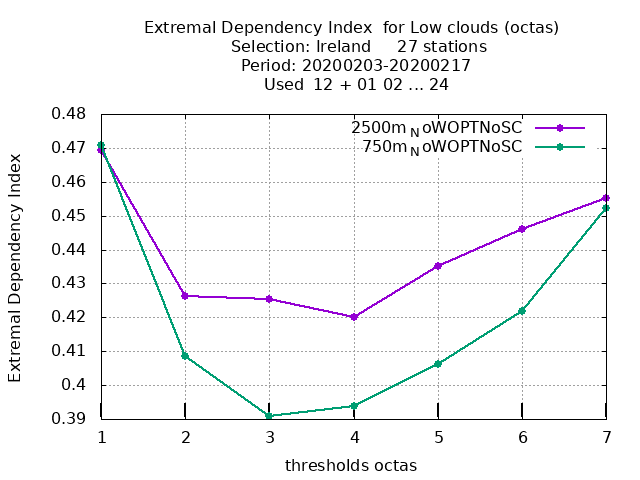 Extremal Dependency Index  for Low clouds (octas)
Selection: Ireland     27 stations
Period: 20200203-20200217
Used  12 + 01 02 ... 24
2500m_NoWOPTNoSC
750m_NoWOPTNoSC
Extremal Dependency Index
0.48
0.47
0.46
0.45
0.44
0.43
0.42
0.41
0.4
0.39
1 2 3 4 5 6 7
thresholds octas